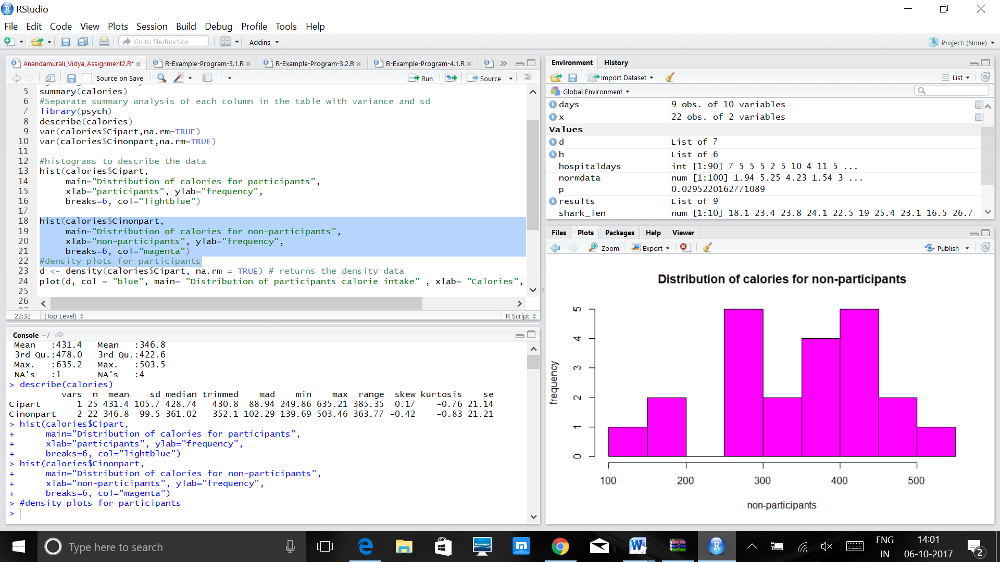 RStudio
File Edit Code View Plots Session Build Debug Profile Tools Help
Go to file/function Addins Project: (None)
Anandamurali_Vidya_Assignment2.R* R-Example-Program-3.1.R R-Example-Program-3.2.R R-Example-Program-4.1.R
Source on Save Run Source
5 summary(calories)
6 #Separate summary analysis of each column in the table with variance and sd
7 library(psych)
8 describe(calories)
9 var(calories$Cipart,na.rm=TRUE)
10 var(calories$Cinonpart,na.rm=TRUE)
11
12 #histograms to describe the data
13 hist(calories$Cipart,
14 main="Distribution of calories for participants",
15 xlab="participants", ylab="frequency",
16 breaks=6, col="lightblue")
17
18 hist(calories$Cinonpart,
19 main="Distribution of calories for non-participants",
20 xlab="non-participants", ylab="frequency",
21 breaks=6, col="magenta")
22 #density plots for participants
23 d <- density(calories$Cipart, na.rm = TRUE) # returns the density data
24 plot(d, col = "blue", main= "Distribution of participants calorie intake" , xlab= "Calories",
25
26
22:32 (Top Level) R Script
Console ~/
Mean :431.4 Mean :346.8
3rd Qu.:478.0 3rd Qu.:422.6
Max. :635.2 Max. :503.5
NA's :1 NA's :4
> describe(calories)
vars n mean sd median trimmed mad min max range skew kurtosis se
Cipart 1 25 431.4 105.7 428.74 430.8 88.94 249.86 635.21 385.35 0.17 -0.76 21.14
Cinonpart 2 22 346.8 99.5 361.02 352.1 102.29 139.69 503.46 363.77 -0.42 -0.83 21.21
> hist(calories$Cipart,
+ main="Distribution of calories for participants",
+ xlab="participants", ylab="frequency",
+ breaks=6, col="lightblue")
> hist(calories$Cinonpart,
+ main="Distribution of calories for non-participants",
+ xlab="non-participants", ylab="frequency",
+ breaks=6, col="magenta")
> #density plots for participants
>
Environment History
Import Dataset List
Global Environment
days 9 obs. of 10 variables
x 22 obs. of 2 variables
Values
d List of 7
h List of 6
hospitaldays int [1:90] 7 5 5 5 2 5 10 4 11 5 ...
normdata num [1:100] 1.94 5.25 4.23 1.54 3 ...
p 0.0295220162771089
results List of 9
shark_len num [1:10] 18.1 23.4 23.8 24.1 22.5 19 25.4 23.1 16.5 26.7
Files Plots Packages Help Viewer
Zoom Export Publish
Distribution of calories for non-participants
frequency
5
4
3
2
1
0
100 200 300 400 500
non-participants
Type here to search
lenovo
ENG
IN
14:01
06-10-2017
2